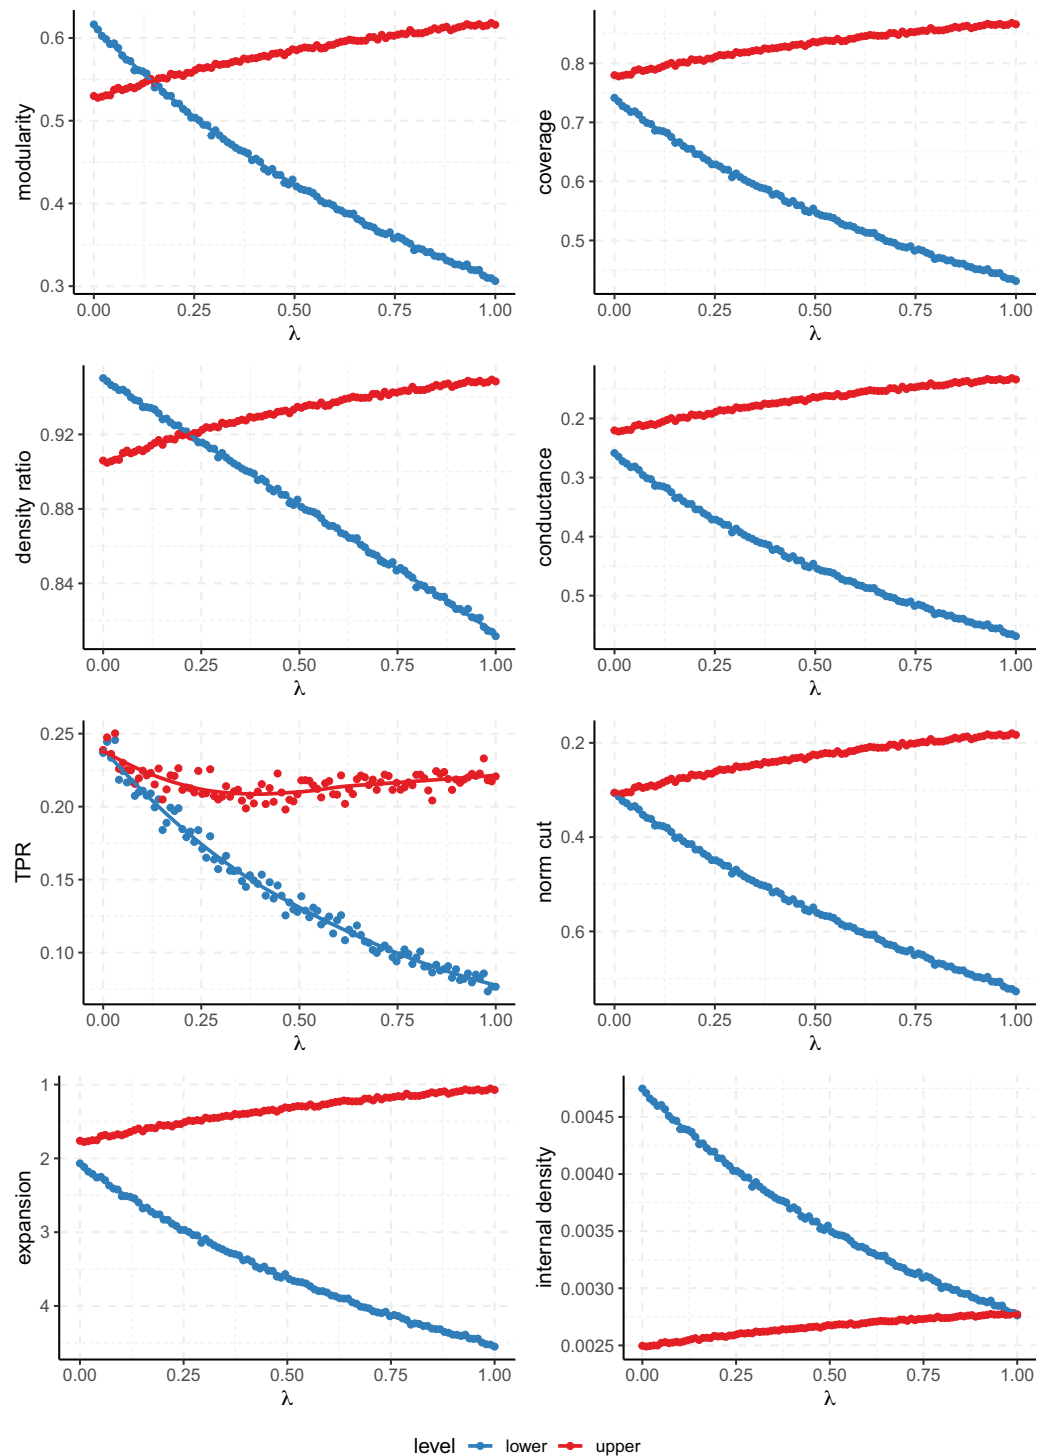 modularity
0.6
0.5
0.4
0.3
0.00 0.25 0.50 0.75 1.00
λ
coverage
0.8
0.7
0.6
0.5
0.00 0.25 0.50 0.75 1.00
λ
density ratio
0.92
0.88
0.84
0.00 0.25 0.50 0.75 1.00
λ
conductance
0.2
0.3
0.4
0.5
0.00 0.25 0.50 0.75 1.00
λ
TPR
0.25
0.20
0.15
0.10
0.00 0.25 0.50 0.75 1.00
λ
norm cut
0.2
0.4
0.6
0.00 0.25 0.50 0.75 1.00
λ
expansion
1
2
3
4
0.00 0.25 0.50 0.75 1.00
λ
internal density
0.0045
0.0040
0.0035
0.0030
0.0025
0.00 0.25 0.50 0.75 1.00
λ
level lower upper